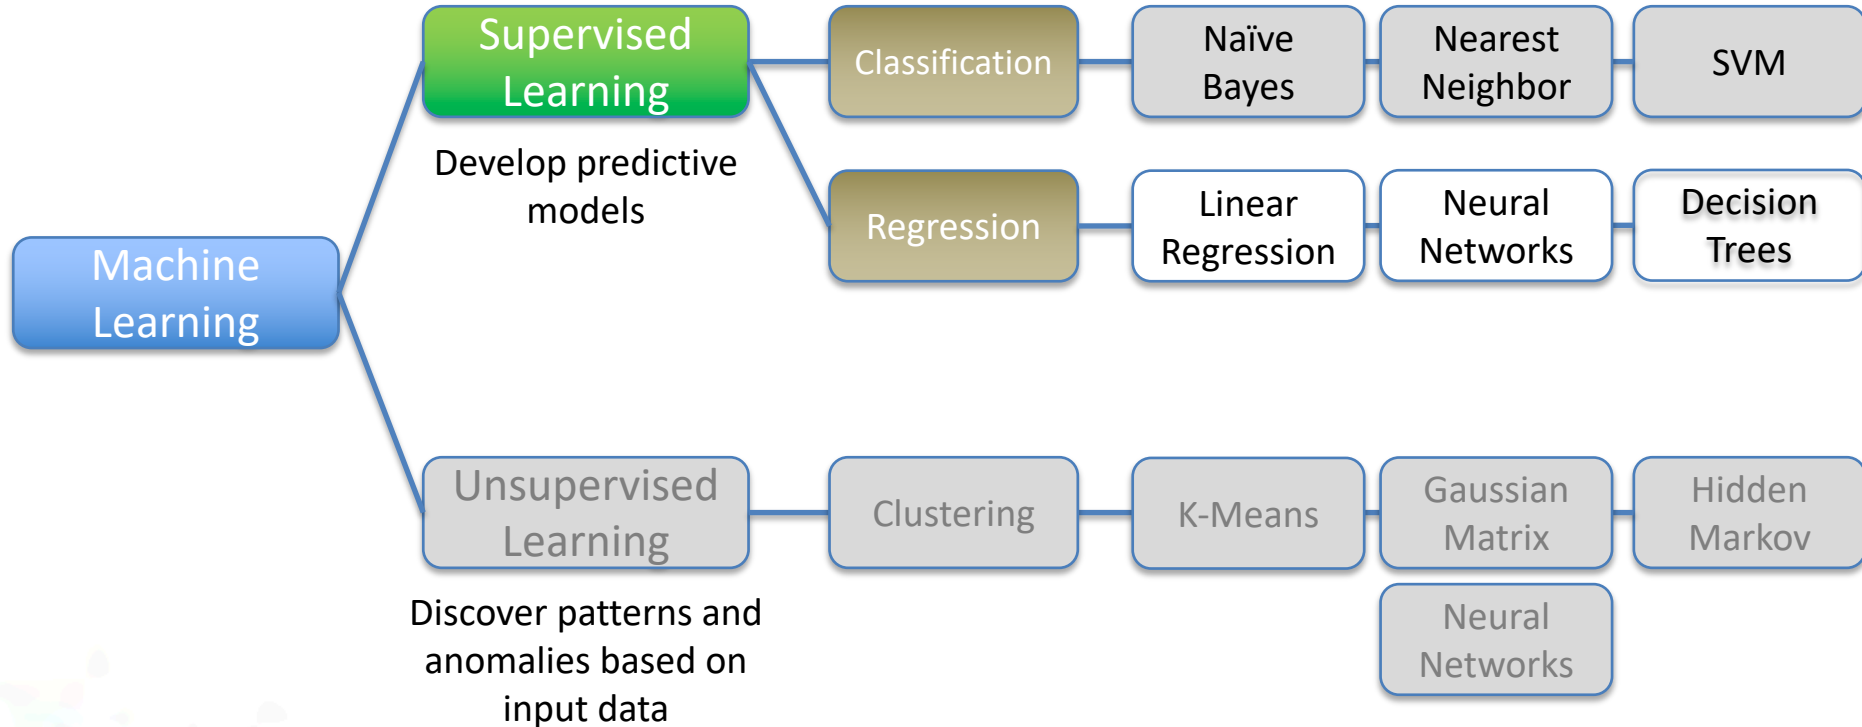 Machine
Learning
Supervised
Learning
Develop predictive
models
Classification
Naïve
Bayes
Nearest
Neighbor
SVM
Regression
Linear
Regression
Neural
Networks
Decision
Trees
Unsupervised
Learning
Discover patterns and
anomalies based on
input data
Clustering
K-Means
Gaussian
Matrix
Hidden
Markov
Neural
Networks